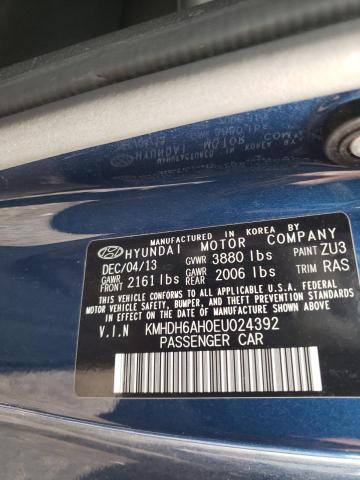 MANUFACTURED IN KOREA BY
HYUNDAI MOTOR COMPANY
DEC/04/13 GVWR 3880 lbs PAINT ZU3
GAWR FRONT 2161 lbs GAWR REAR 2006 lbs TRIM RAS
THIS VEHICLE CONFORMS TO ALL APPLICABLE U.S.A. FEDERAL
MOTOR VEHICLE SAFETY, BUMPER, AND THEFT PREVENTION
STANDARDS IN EFFECT ON THE DATE OF MANUFACTURE SHOWN ABOVE.
V.I.N KMHDH6AH0EU024392
PASSENGER CAR